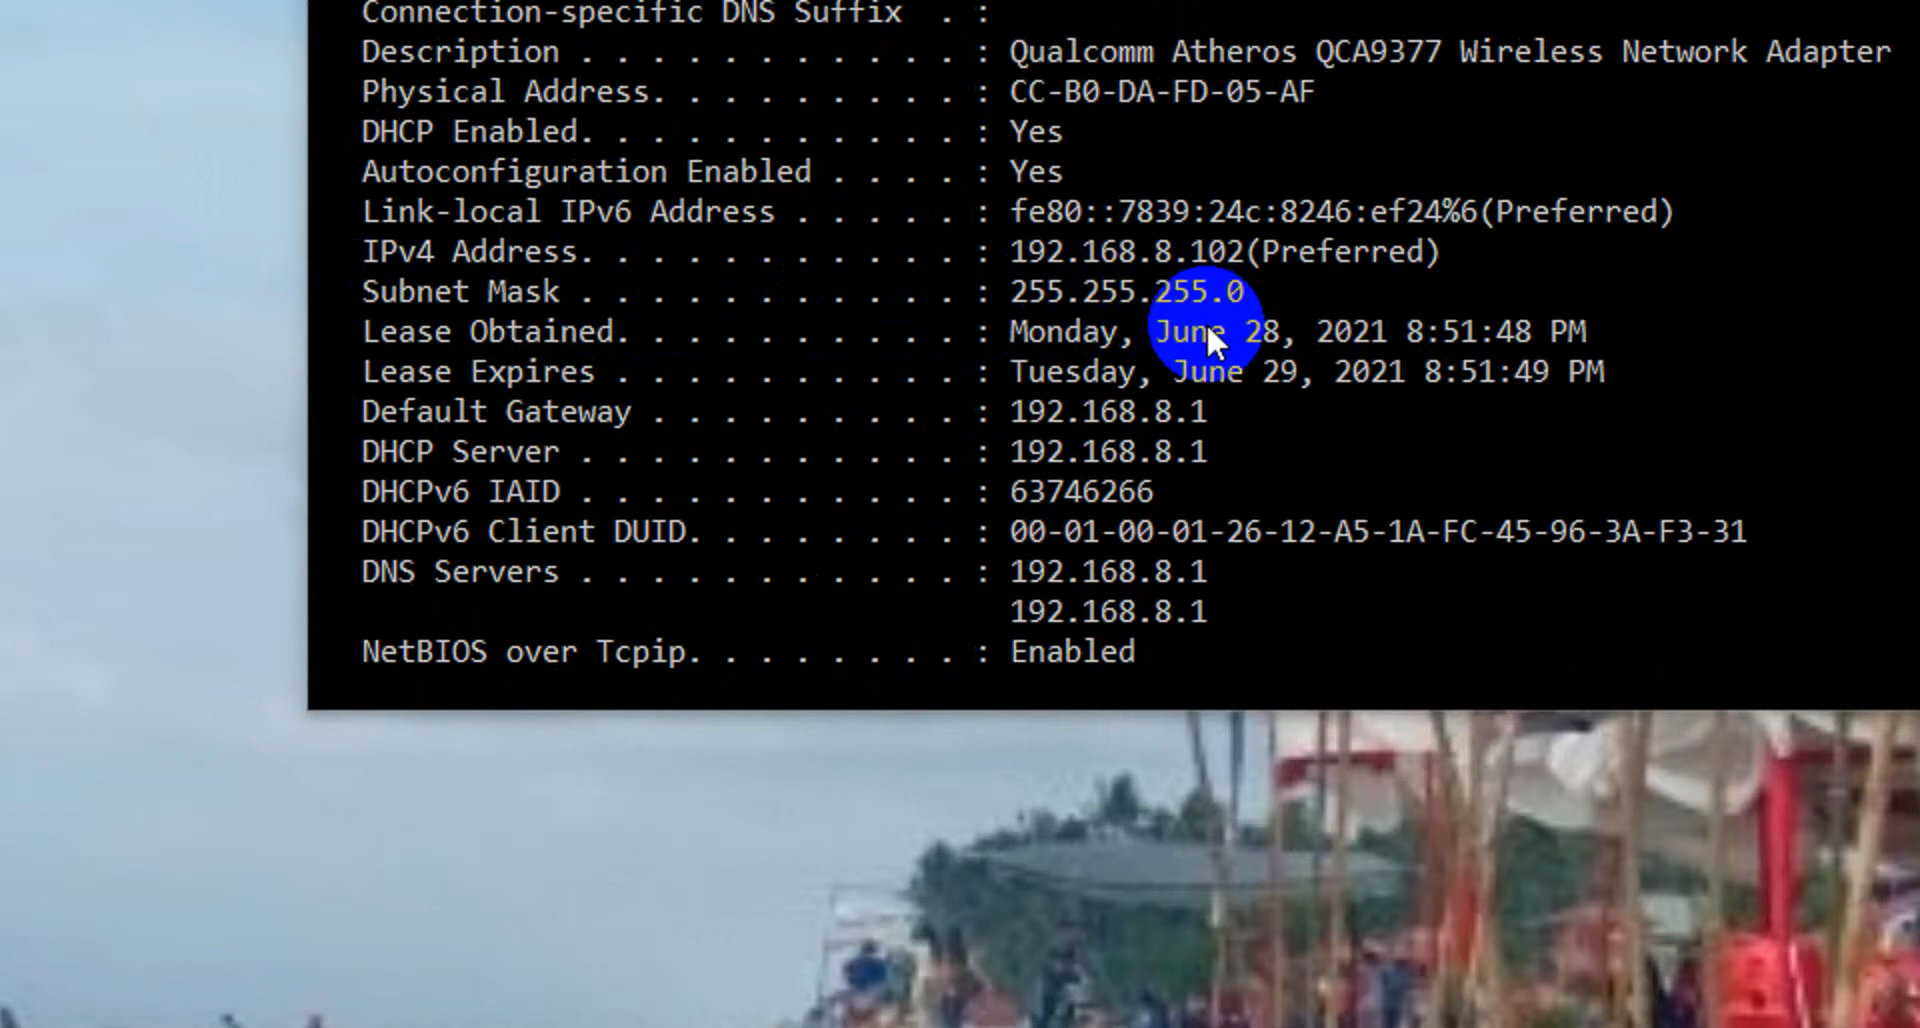 Connection-specific DNS Suffix  . :
Description . . . . . . . . . . . : Qualcomm Atheros QCA9377 Wireless Network Adapter
Physical Address. . . . . . . . . : CC-B0-DA-FD-05-AF
DHCP Enabled. . . . . . . . . . . : Yes
Autoconfiguration Enabled . . . . : Yes
Link-local IPv6 Address . . . . . : fe80::7839:24c:8246:ef24%6(Preferred)
IPv4 Address. . . . . . . . . . . : 192.168.8.102(Preferred)
Subnet Mask . . . . . . . . . . . : 255.255.255.0
Lease Obtained. . . . . . . . . . : Monday, June 28, 2021 8:51:48 PM
Lease Expires . . . . . . . . . . : Tuesday, June 29, 2021 8:51:49 PM
Default Gateway . . . . . . . . . : 192.168.8.1
DHCP Server . . . . . . . . . . . : 192.168.8.1
DHCPv6 IAID . . . . . . . . . . . : 63746266
DHCPv6 Client DUID. . . . . . . . : 00-01-00-01-26-12-A5-1A-FC-45-96-3A-F3-31
DNS Servers . . . . . . . . . . . : 192.168.8.1
192.168.8.1
NetBIOS over Tcpip. . . . . . . . : Enabled